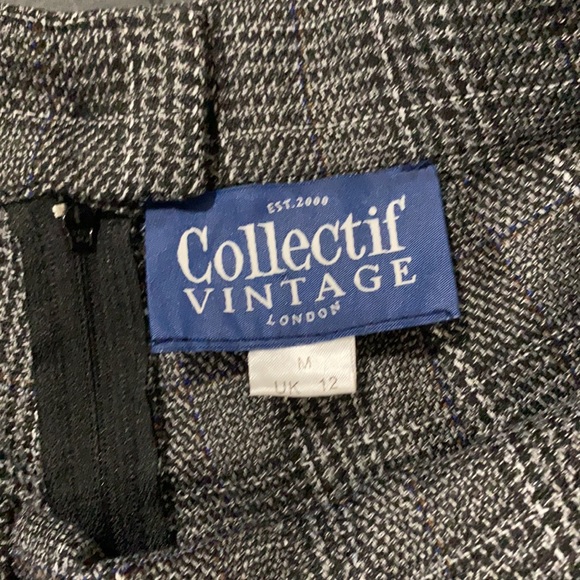 EST.2000
Collectif
VINTAGE
LONDON
M
UK 12